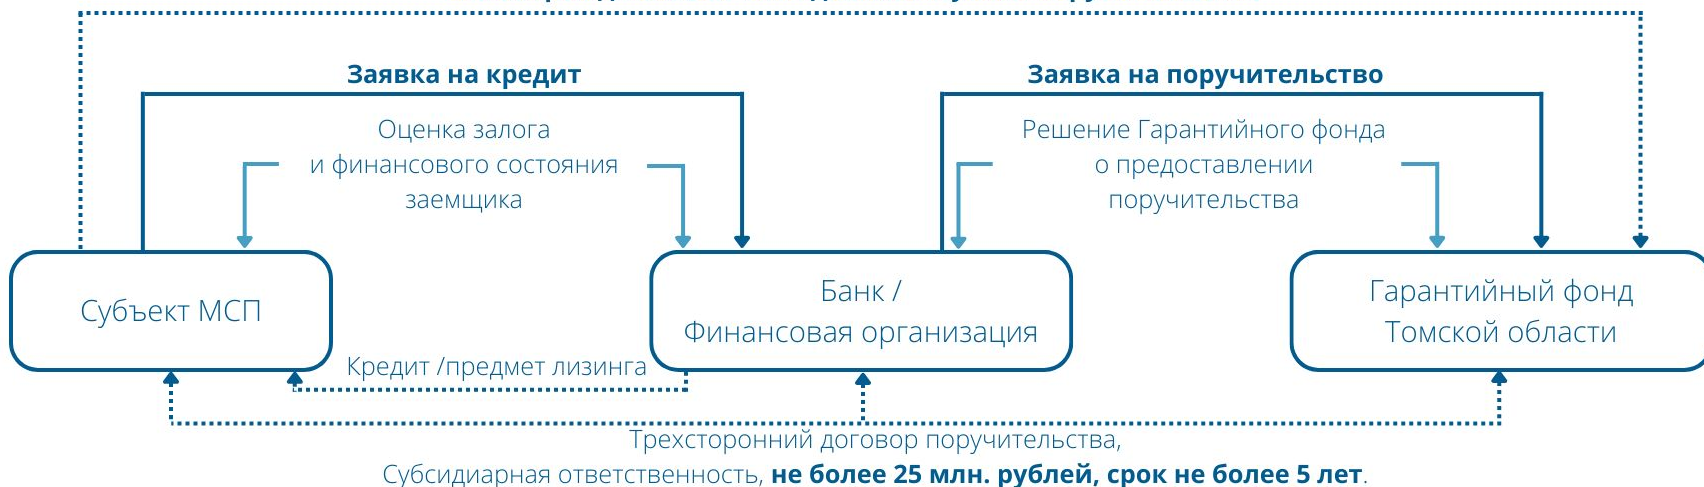 Заявка на кредит
Заявка на поручительство
Оценка залога
и финансового состояния
заемщика
Решение Гарантийного фонда
о предоставлении
поручительства
Субъект МСП
Банк /
Финансовая организация
Гарантийный фонд
Томской области
Кредит /предмет лизинга
Трехсторонний договор поручительства,
Субсидиарная ответственность, не более 25 млн. рублей, срок не более 5 лет.